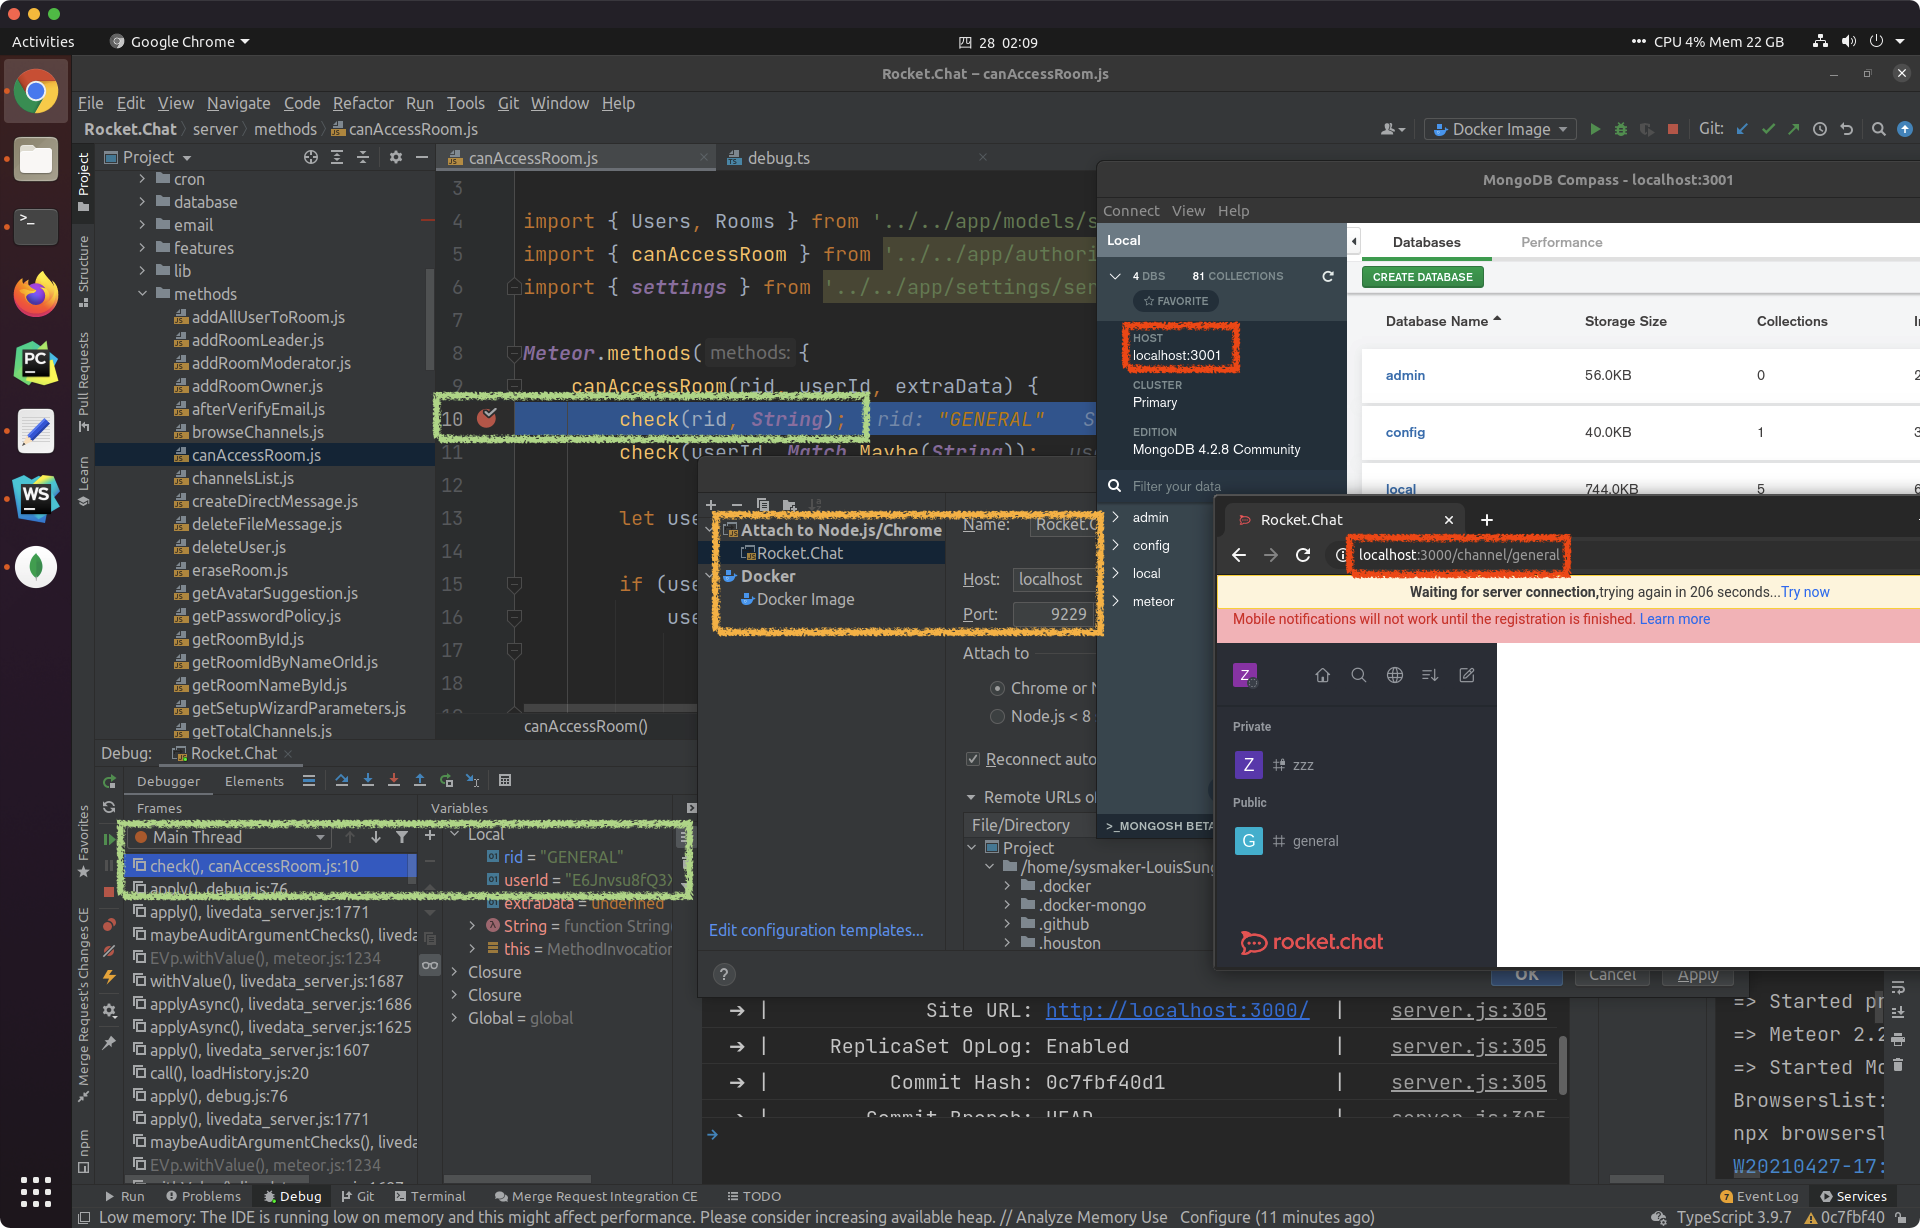 Activities
Google Chrome
四 28 02:09
CPU 4% Mem 22 GB
Rocket.Chat – canAccessRoom.js
File Edit View Navigate Code Refactor Run Tools Git Window Help
Rocket.Chat server methods canAccessRoom.js
Docker Image
Git:
Project
Structure
Pull Requests
Learn
Favorites
Merge Request's Changes CE
npm
Project
cron
database
email
features
lib
methods
addAllUserToRoom.js
addRoomLeader.js
addRoomModerator.js
addRoomOwner.js
afterVerifyEmail.js
browseChannels.js
canAccessRoom.js
channelsList.js
createDirectMessage.js
deleteFileMessage.js
deleteUser.js
eraseRoom.js
getAvatarSuggestion.js
getPasswordPolicy.js
getRoomById.js
getRoomIdByNameOrId.js
getRoomNameById.js
getSetupWizardParameters.js
getTotalChannels.js
canAccessRoom.js
debug.ts
3
4 import { Users, Rooms } from '../../app/models/s
5 import { canAccessRoom } from '../../app/authori
6 import { settings } from '../../app/settings/ser
7
8 Meteor.methods( methods: {
9 canAccessRoom(rid, userId, extraData) {
10 check(rid, String); rid: "GENERAL" S
11 check(userId, Match.Maybe(String)); us
12
13 let use
14
15 if (use
16 use
17
18
canAccessRoom()
Debug: Rocket.Chat
Debugger Elements
Frames
Main Thread
check(), canAccessRoom.js:10
apply(), debug.js:76
apply(), livedata_server.js:1771
maybeAuditArgumentChecks(), liveda
EVp.withValue(), meteor.js:1234
withValue(), livedata_server.js:1687
applyAsync(), livedata_server.js:1686
applyAsync(), livedata_server.js:1625
apply(), livedata_server.js:1607
call(), loadHistory.js:20
apply(), debug.js:76
apply(), livedata_server.js:1771
maybeAuditArgumentChecks(), liveda
EVp.withValue(), meteor.js:1234
Variables
Local
rid = "GENERAL"
userId = "E6Jnvsu8fQ3X
extraData = undefined
String = function String
this = MethodInvocation
Closure
Closure
Global = global
Attach to Node.js/Chrome
Rocket.Chat
Docker
Docker Image
Edit configuration templates...
?
Name: Rocket.C
Host: localhost
Port: 9229
Attach to
Chrome or N
Node.js < 8
Reconnect auto
Remote URLs of
File/Directory
Project
/home/sysmaker-LouisSung
.docker
.docker-mongo
.github
.houston
OK Cancel Apply
MongoDB Compass - localhost:3001
Connect View Help
Local
4 DBS 81 COLLECTIONS
FAVORITE
HOST
localhost:3001
CLUSTER
Primary
EDITION
MongoDB 4.2.8 Community
Filter your data
admin
config
local
meteor
>_MONGOSH BETA
Databases Performance
CREATE DATABASE
Database Name Storage Size Collections I
admin 56.0KB 0 2
config 40.0KB 1 3
local 744.0KB 5 6
Rocket.Chat
localhost:3000/channel/general
Waiting for server connection,trying again in 206 seconds...Try now
Mobile notifications will not work until the registration is finished. Learn more
Z
Private
Z zzz
Public
G general
rocket.chat
➔ | Site URL: http://localhost:3000/ | server.js:305
➔ | ReplicaSet OpLog: Enabled | server.js:305
➔ | Commit Hash: 0c7fbf40d1 | server.js:305
➔ | Commit Branch: HEAD | server.js:305
=> Started pr
=> Meteor 2.2
=> Started Mo
Browserslist:
npx browsersl
W20210427-17:
Run Problems Debug Git Terminal Merge Request Integration CE TODO
7 Event Log Services
Low memory: The IDE is running low on memory and this might affect performance. Please consider increasing available heap. // Analyze Memory Use Configure (11 minutes ago)
TypeScript 3.9.7 0c7fbf40